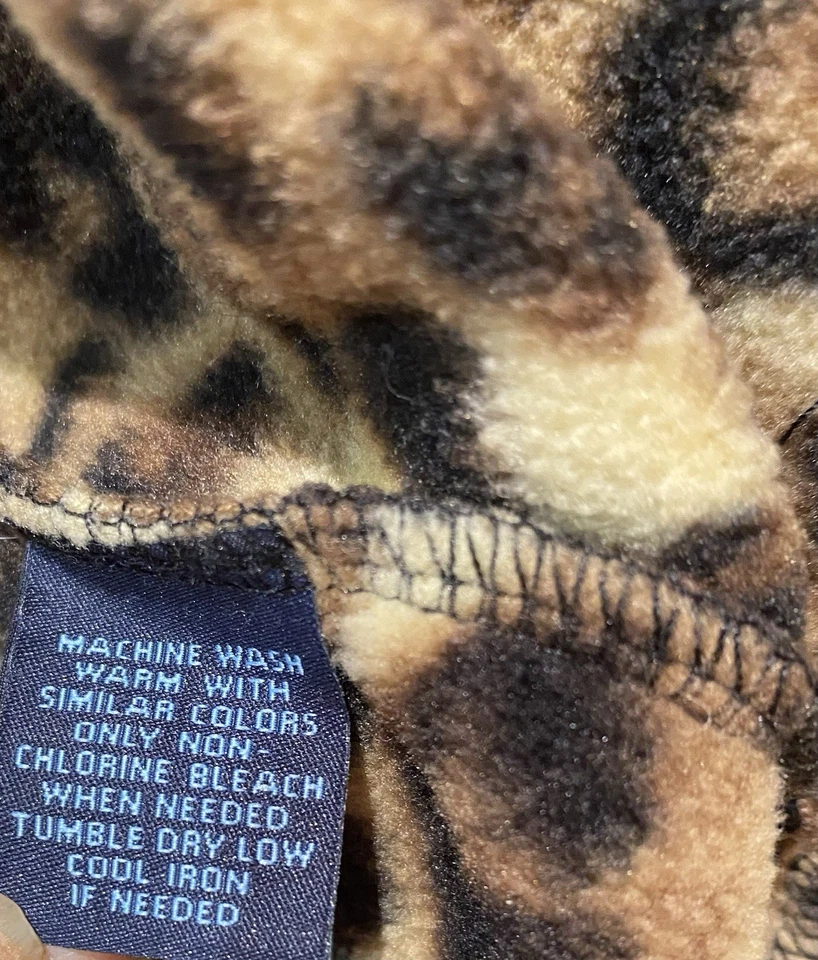 MACHINE WASH
WARM WITH
SIMILAR COLORS
ONLY NON-
CHLORINE BLEACH
WHEN NEEDED
TUMBLE DRY LOW
COOL IRON
IF NEEDED